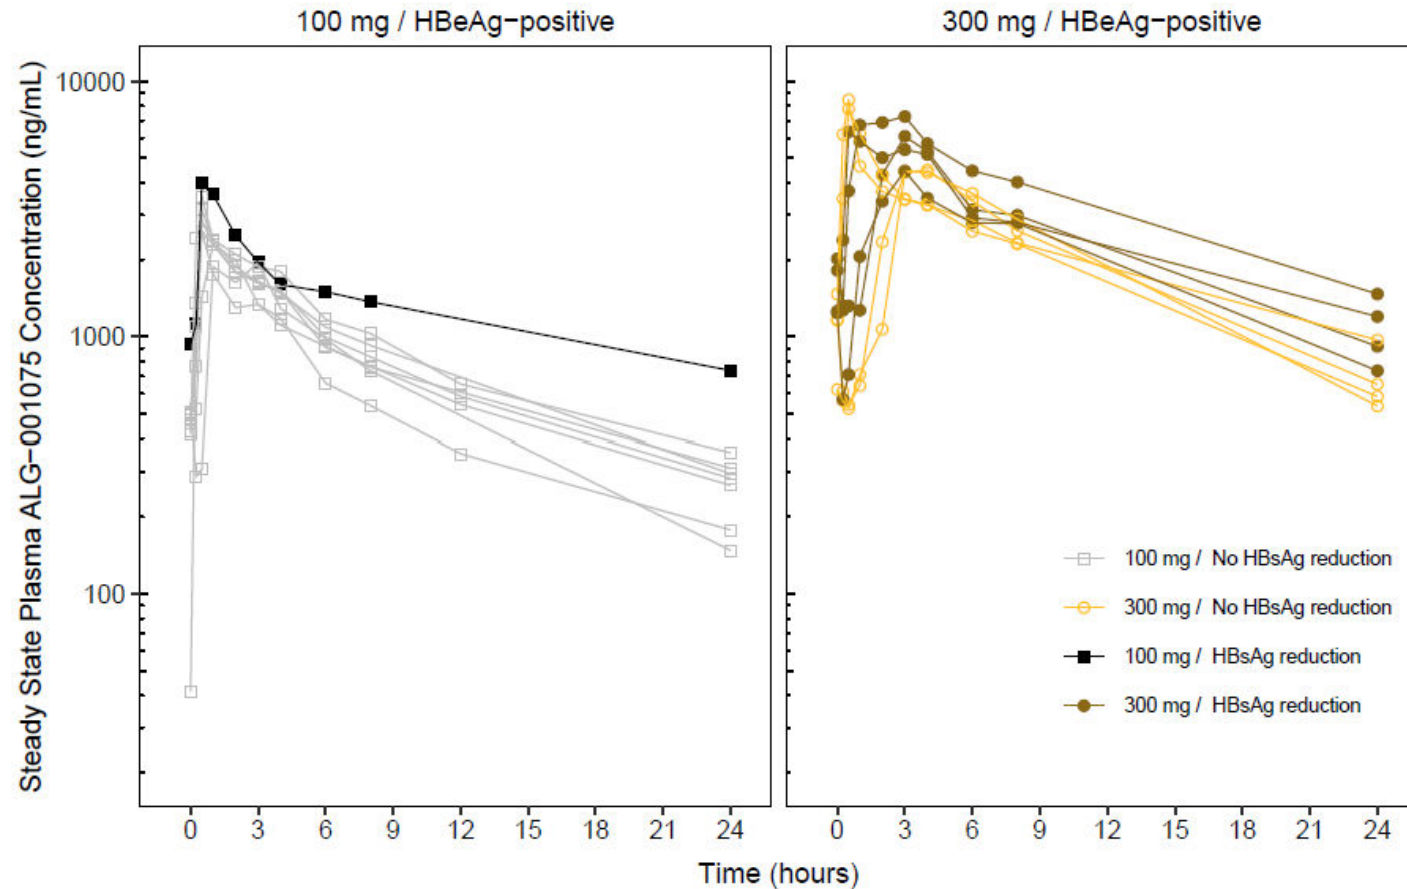 100 mg / HBeAg−positive
300 mg / HBeAg−positive
Steady State Plasma ALG−001075 Concentration (ng/mL)
10000
1000
100
100 mg / No HBsAg reduction
300 mg / No HBsAg reduction
100 mg / HBsAg reduction
300 mg / HBsAg reduction
0 3 6 9 12 15 18 21 24
0 3 6 9 12 15 18 21 24
Time (hours)